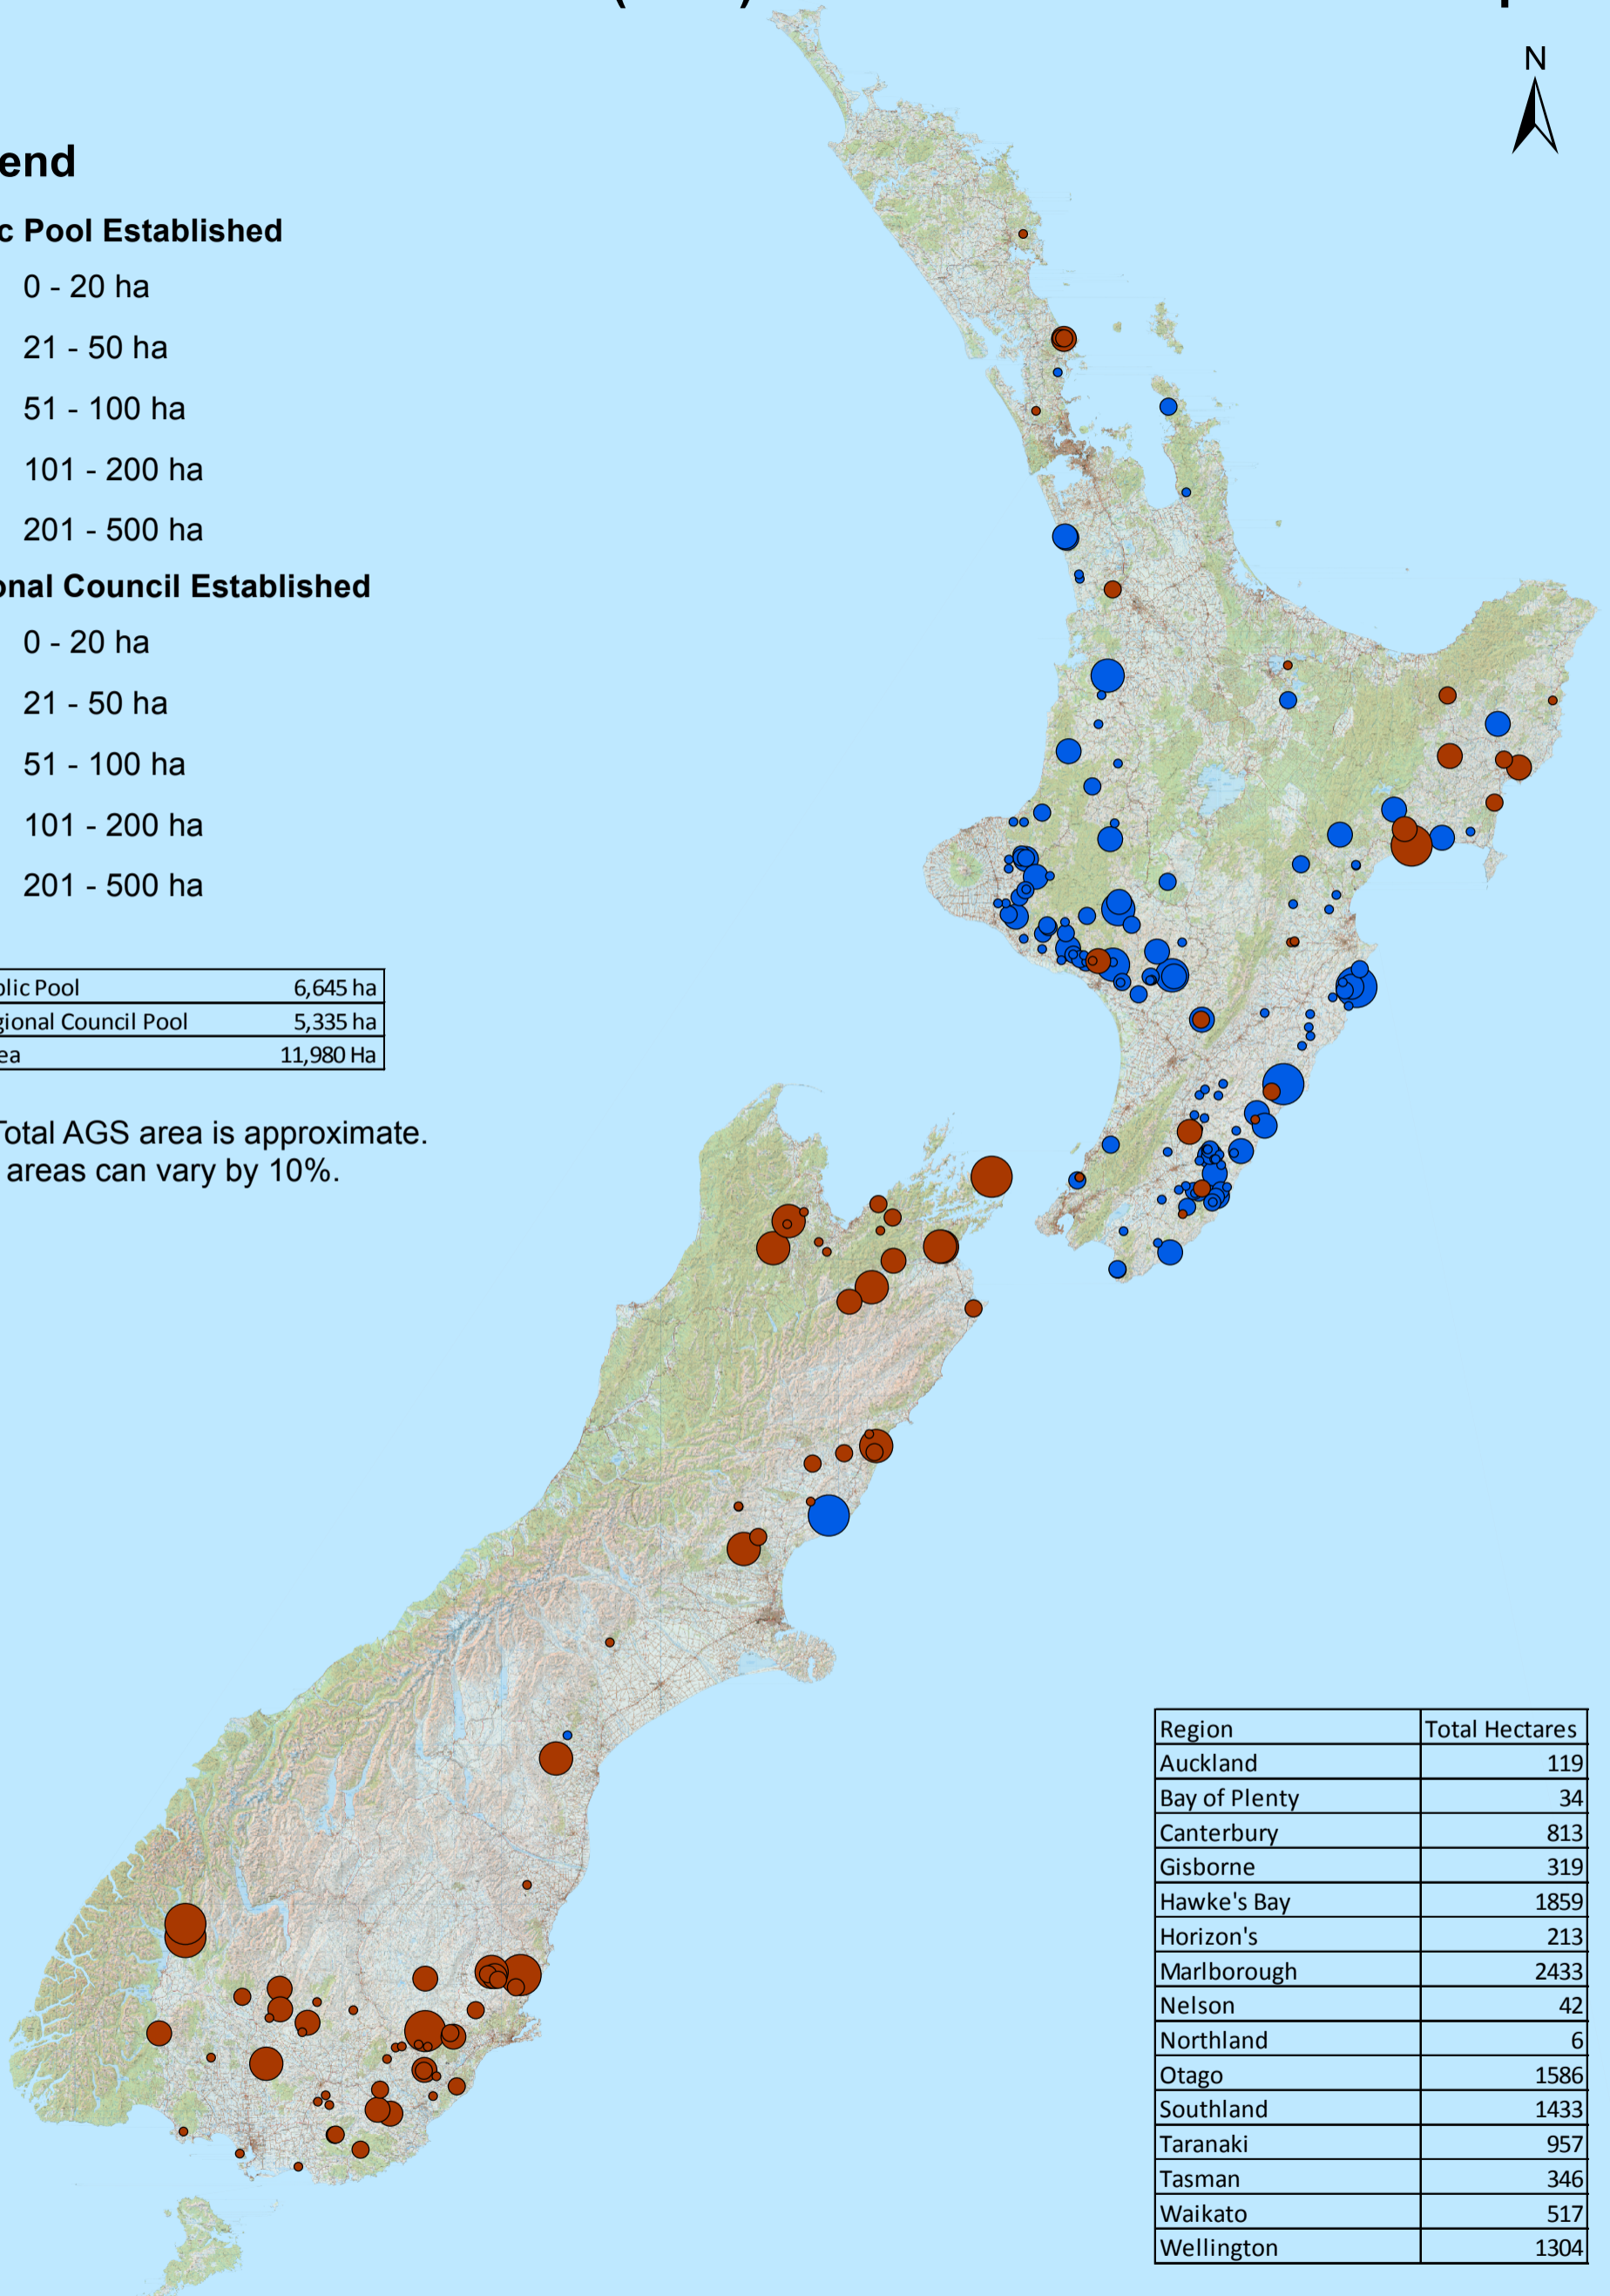 N
end
c Pool Established
0 - 20 ha
21 - 50 ha
51 - 100 ha
101 - 200 ha
201 - 500 ha
onal Council Established
0 - 20 ha
21 - 50 ha
51 - 100 ha
101 - 200 ha
201 - 500 ha
blic Pool 6,645 ha
gional Council Pool 5,335 ha
ea 11,980 Ha
Total AGS area is approximate.
areas can vary by 10%.
Region Total Hectares
Auckland 119
Bay of Plenty 34
Canterbury 813
Gisborne 319
Hawke's Bay 1859
Horizon's 213
Marlborough 2433
Nelson 42
Northland 6
Otago 1586
Southland 1433
Taranaki 957
Tasman 346
Waikato 517
Wellington 1304